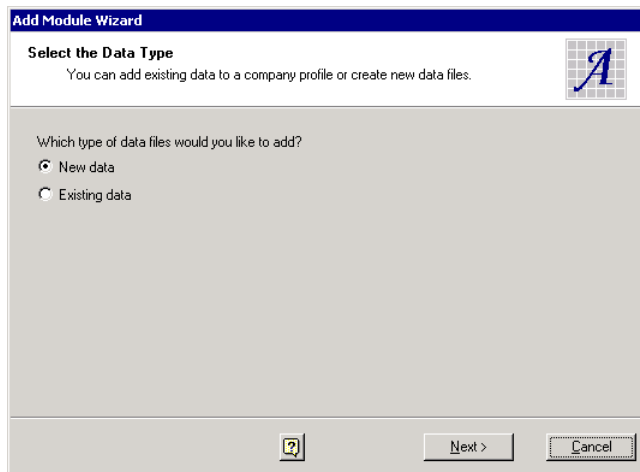 Add Module Wizard
Select the Data Type
You can add existing data to a company profile or create new data files.
A
Which type of data files would you like to add?
New data
Existing data
?
Next >
Cancel